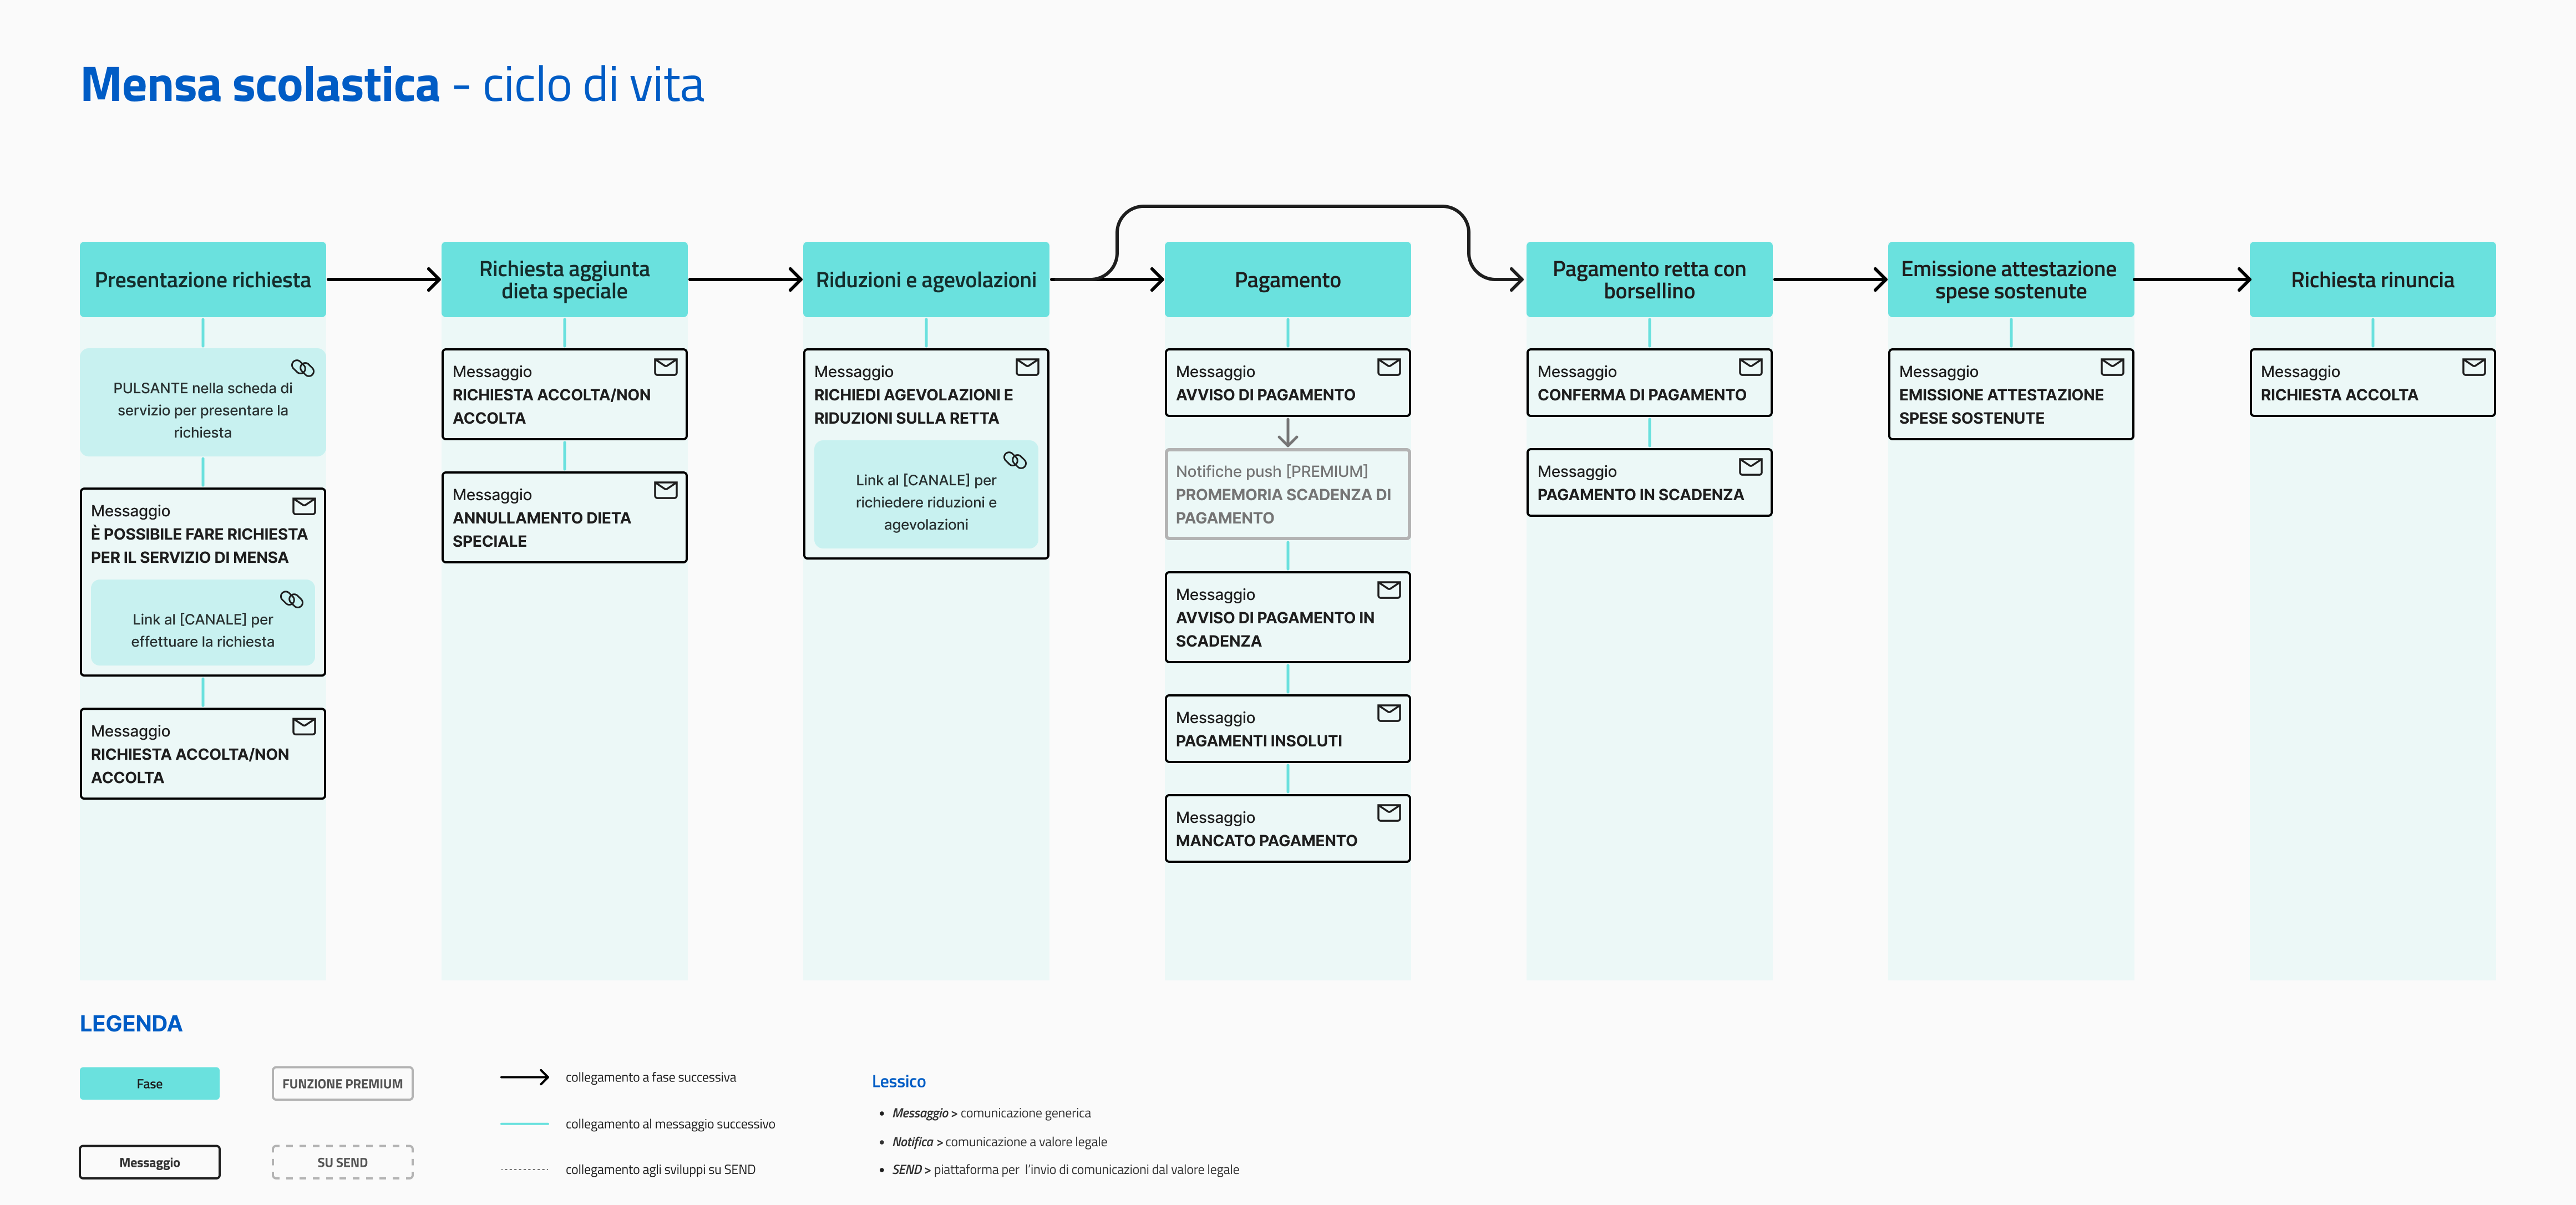 Mensa scolastica - ciclo di vita
Presentazione richiesta
PULSANTE nella scheda di
servizio per presentare la
richiesta
Messaggio
È POSSIBILE FARE RICHIESTA
PER IL SERVIZIO DI MENSA
Link al [CANALE] per
effettuare la richiesta
Messaggio
RICHIESTA ACCOLTA/NON
ACCOLTA
Richiesta aggiunta
dieta speciale
Messaggio
RICHIESTA ACCOLTA/NON
ACCOLTA
Messaggio
ANNULLAMENTO DIETA
SPECIALE
Riduzioni e agevolazioni
Messaggio
RICHIEDI AGEVOLAZIONI E
RIDUZIONI SULLA RETTA
Link al [CANALE] per
richiedere riduzioni e
agevolazioni
Pagamento
Messaggio
AVVISO DI PAGAMENTO
Notifiche push [PREMIUM]
PROMEMORIA SCADENZA DI
PAGAMENTO
Messaggio
AVVISO DI PAGAMENTO IN
SCADENZA
Messaggio
PAGAMENTI INSOLUTI
Messaggio
MANCATO PAGAMENTO
Pagamento retta con
borsellino
Messaggio
CONFERMA DI PAGAMENTO
Messaggio
PAGAMENTO IN SCADENZA
Emissione attestazione
spese sostenute
Messaggio
EMISSIONE ATTESTAZIONE
SPESE SOSTENUTE
Richiesta rinuncia
Messaggio
RICHIESTA ACCOLTA
LEGENDA
Fase
FUNZIONE PREMIUM
Messaggio
SU SEND
collegamento a fase successiva
collegamento al messaggio successivo
collegamento agli sviluppi su SEND
Lessico
• Messaggio > comunicazione generica
• Notifica > comunicazione a valore legale
• SEND > piattaforma per l'invio di comunicazioni dal valore legale